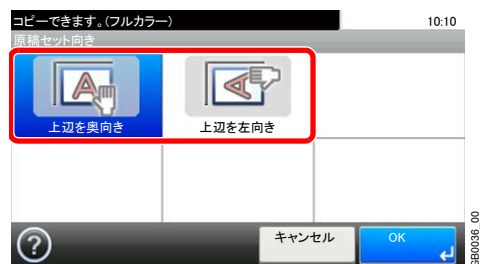 コピーできます。(フルカラー) 10:10
原稿セット向き
A A
上辺を奥向き 上辺を左向き
? キャンセル OK
GB0036_00